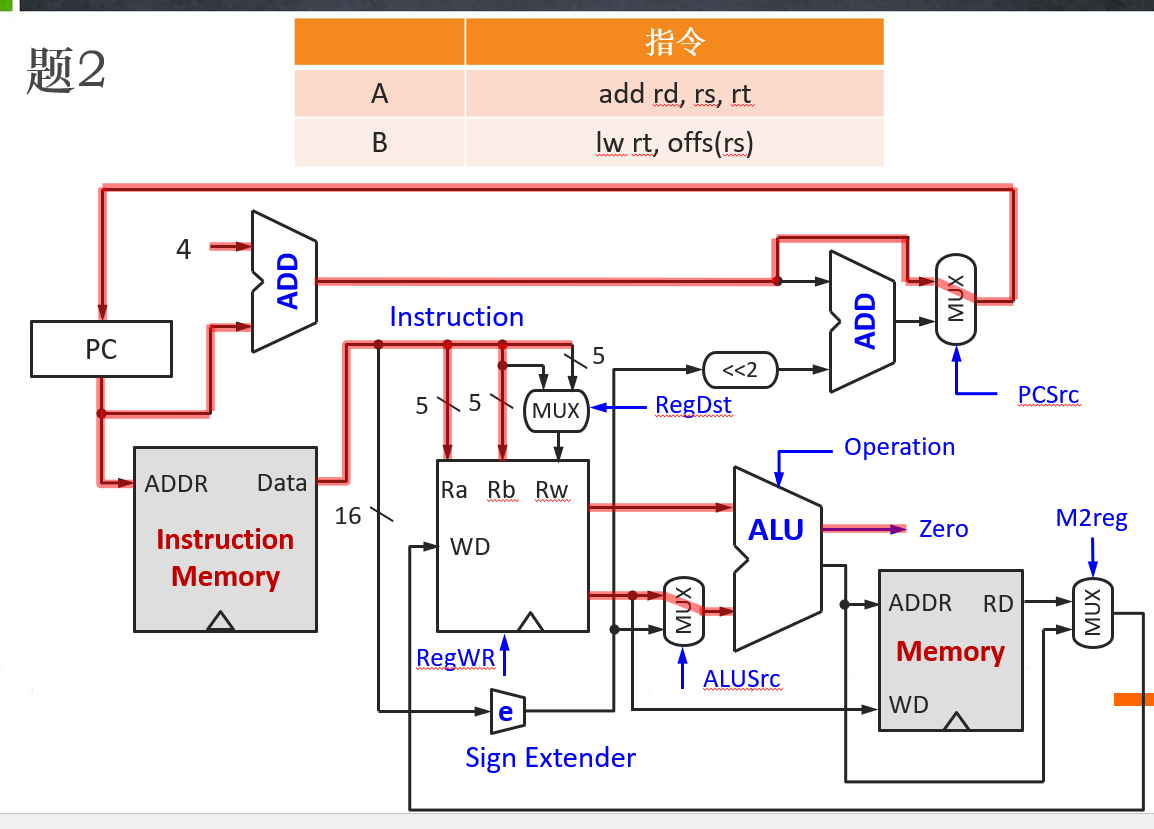 题2
指令
A
add rd, rs, rt
B
lw rt, offs(rs)
4
ADD
ADD
MUX
PCSrc
PC
Instruction
5
5
5
MUX
RegDst
<<2
ADDR
Data
Instruction
Memory
16
Ra
Rb
Rw
WD
RegWR
Operation
ALU
Zero
MUX
ALUSrc
M2reg
ADDR
RD
Memory
WD
MUX
e
Sign Extender